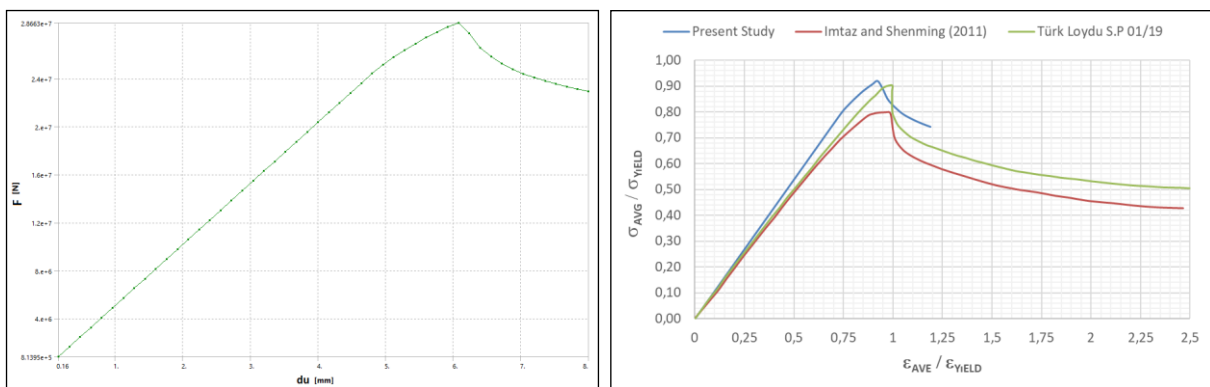 2.8663e+7
2.4e+7
2.e+7
1.6e+7
1.2e+7
8.e+6
4.e+6
8.1395e+5
F [N]
0.16
1.
2.
3.
4.
5.
6.
7.
8.
du [mm]
Present Study
Imtaz and Shenming (2011)
Türk Loydu S.P 01/19
1,00
0,90
0,80
0,70
0,60
0,50
0,40
0,30
0,20
0,10
0,00
σAVG / σYiELD
0
0,25
0,5
0,75
1
1,25
1,5
1,75
2
2,25
2,5
εAVE / εYiELD